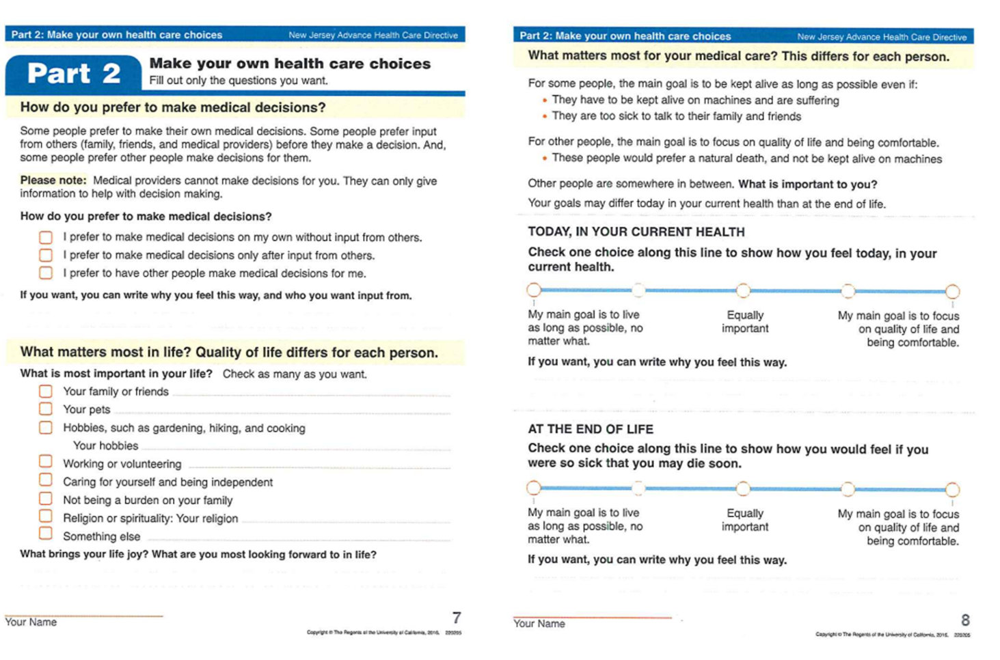 Part 2: Make your own health care choices New Jersey Advance Health Care Directive
Part 2
Make your own health care choices
Fill out only the questions you want.
How do you prefer to make medical decisions?
Some people prefer to make their own medical decisions. Some people prefer input
from others (family, friends, and medical providers) before they make a decision. And,
some people prefer other people make decisions for them.
Please note: Medical providers cannot make decisions for you. They can only give
information to help with decision making.
How do you prefer to make medical decisions?
I prefer to make medical decisions on my own without input from others.
I prefer to make medical decisions only after input from others.
I prefer to have other people make medical decisions for me.
If you want, you can write why you feel this way, and who you want input from.
What matters most in life? Quality of life differs for each person.
What is most important in your life? Check as many as you want.
Your family or friends
Your pets
Hobbies, such as gardening, hiking, and cooking
Your hobbies
Working or volunteering
Caring for yourself and being independent
Not being a burden on your family
Religion or spirituality: Your religion
Something else
What brings your life joy? What are you most looking forward to in life?
Your Name
7
Copyright © The Regents of the University of California, 2016. 220205
Part 2: Make your own health care choices New Jersey Advance Health Care Directive
What matters most for your medical care? This differs for each person.
For some people, the main goal is to be kept alive as long as possible even if:
• They have to be kept alive on machines and are suffering
• They are too sick to talk to their family and friends
For other people, the main goal is to focus on quality of life and being comfortable.
• These people would prefer a natural death, and not be kept alive on machines
Other people are somewhere in between. What is important to you?
Your goals may differ today in your current health than at the end of life.
TODAY, IN YOUR CURRENT HEALTH
Check one choice along this line to show how you feel today, in your
current health.
My main goal is to live
as long as possible, no
matter what.
Equally
important
My main goal is to focus
on quality of life and
being comfortable.
If you want, you can write why you feel this way.
AT THE END OF LIFE
Check one choice along this line to show how you would feel if you
were so sick that you may die soon.
My main goal is to live
as long as possible, no
matter what.
Equally
important
My main goal is to focus
on quality of life and
being comfortable.
If you want, you can write why you feel this way.
Your Name
8
Copyright © The Regents of the University of California, 2016. 220205